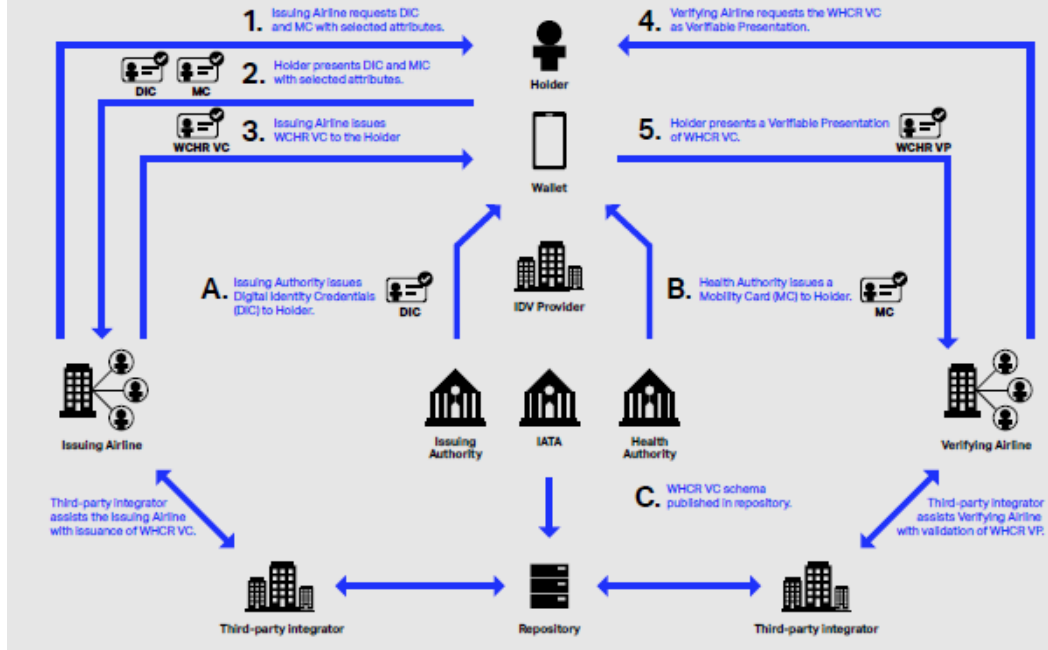 1. Issuing Airline requests DIC
and MC with selected attributes.
4. Verifying Airline requests the WHCR VC
as Verifiable Presentation.
Holder
DIC
MC
2. Holder presents DIC and MIC
with selected attributes.
WCHR VC
3. Issuing Airline issues
WCHR VC to the Holder
5. Holder presents a Verifiable Presentation
of WHCR VC.
WCHR VP
Wallet
A. Issuing Authority issues
Digital Identity Credentials
(DIC) to Holder.
DIC
IDV Provider
B. Health Authority issues a
Mobility Card (MC) to Holder.
MC
Issuing Airline
Issuing
Authority
IATA
Health
Authority
Verifying Airline
Third-party integrator
assists the Issuing Airline
with issuance of WHCR VC.
C. WHCR VC schema
published in repository.
Third-party integrator
assists Verifying Airline
with validation of WHCR VP.
Third-party integrator
Repository
Third-party integrator